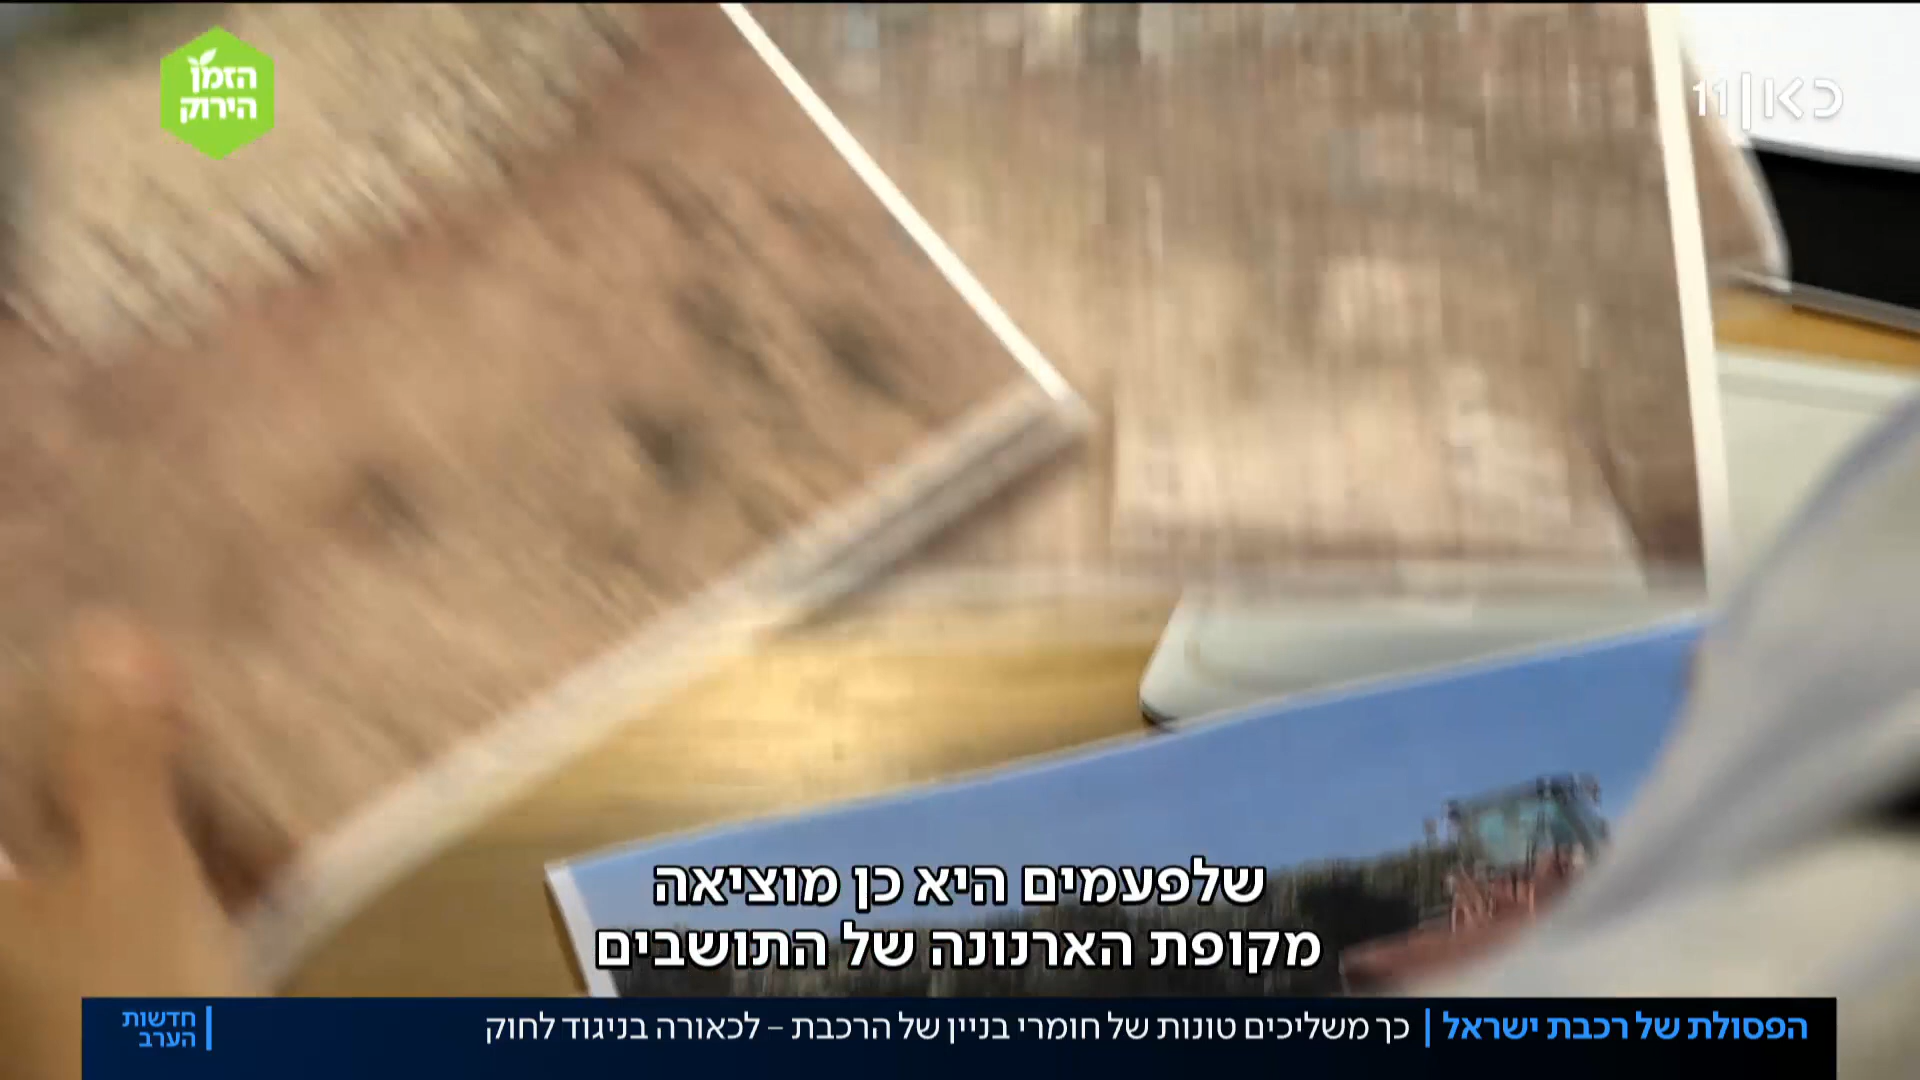 הזמן
הירוק
כאן 11
שלפעמים היא כן מוציאה
מקופת הארנונה של התושבים
הפסולת של רכבת ישראל | כך משליכים טונות של חומרי בניין של הרכבת – לכאורה בניגוד לחוק
חדשות
הערב